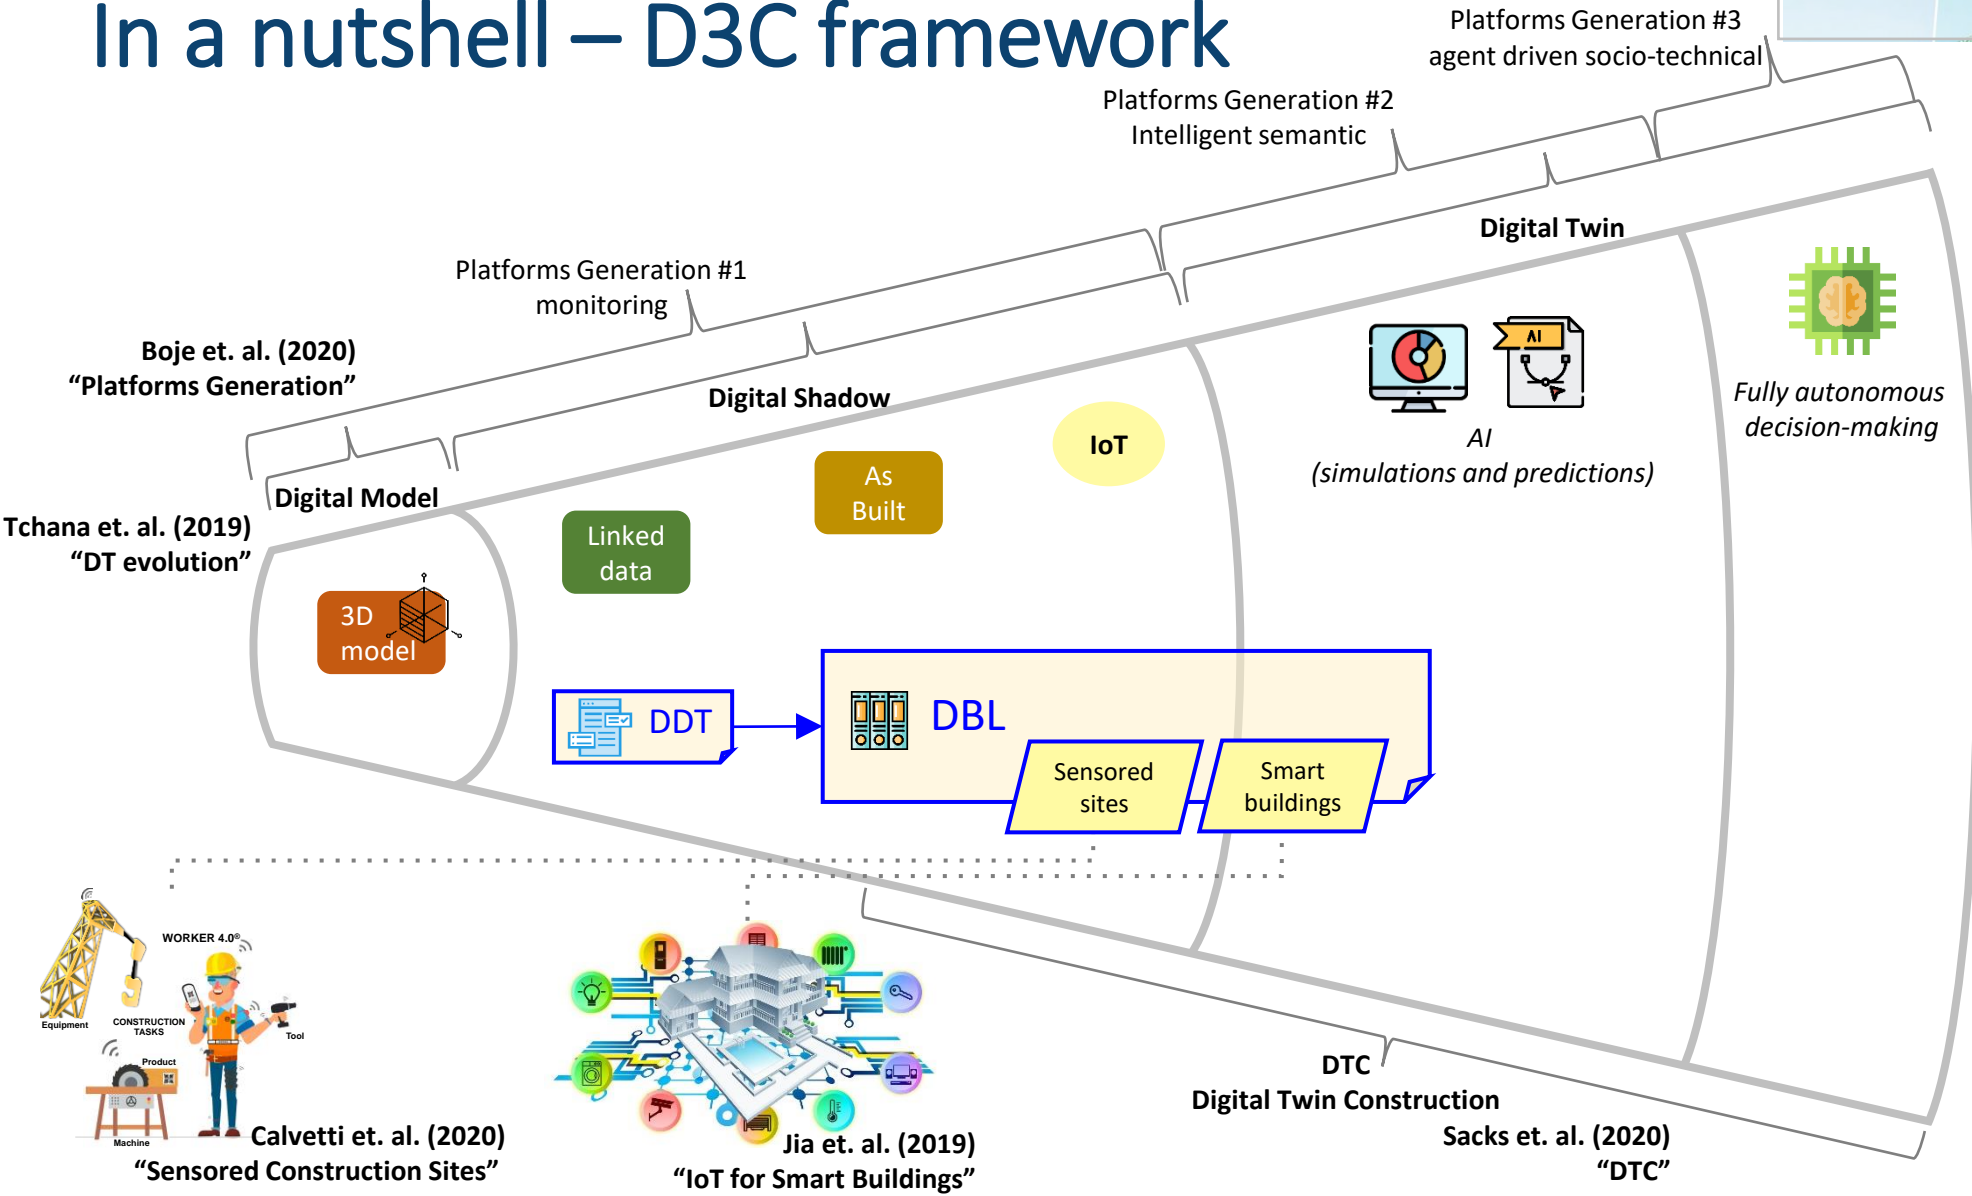 In a nutshell – D3C framework
Platforms Generation #3
agent driven socio-technical
Platforms Generation #2
Intelligent semantic
Digital Twin
Platforms Generation #1
monitoring
Boje et. al. (2020)
“Platforms Generation”
Digital Shadow
Digital Model
Tchana et. al. (2019)
“DT evolution”
3D
model
Linked
data
As
Built
IoT
AI
AI
(simulations and predictions)
Fully autonomous
decision-making
DDT
DBL
Sensored
sites
Smart
buildings
WORKER 4.0®
Equipment
CONSTRUCTION
TASKS
Tool
Product
Machine
Calvetti et. al. (2020)
“Sensored Construction Sites”
Jia et. al. (2019)
“IoT for Smart Buildings”
DTC
Digital Twin Construction
Sacks et. al. (2020)
“DTC”